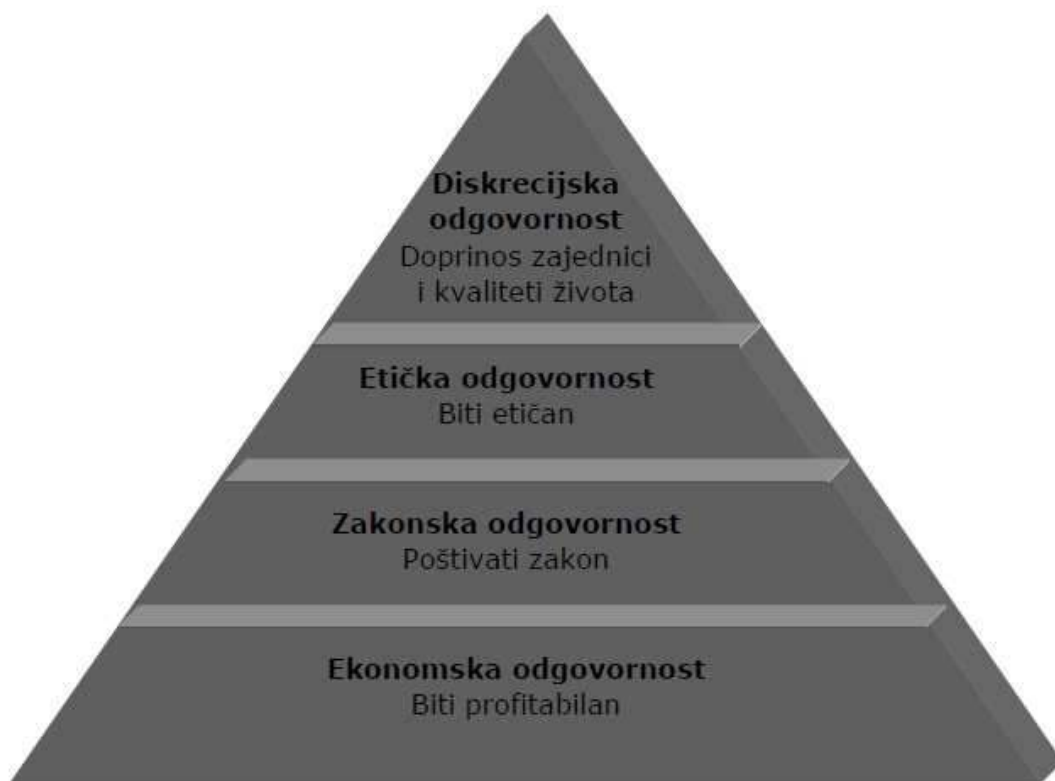 Diskrecijska
odgovornost
Doprinos zajednici
i kvaliteti života
Etička odgovornost
Biti etičan
Zakonska odgovornost
Poštivati zakon
Ekonomska odgovornost
Biti profitabilan